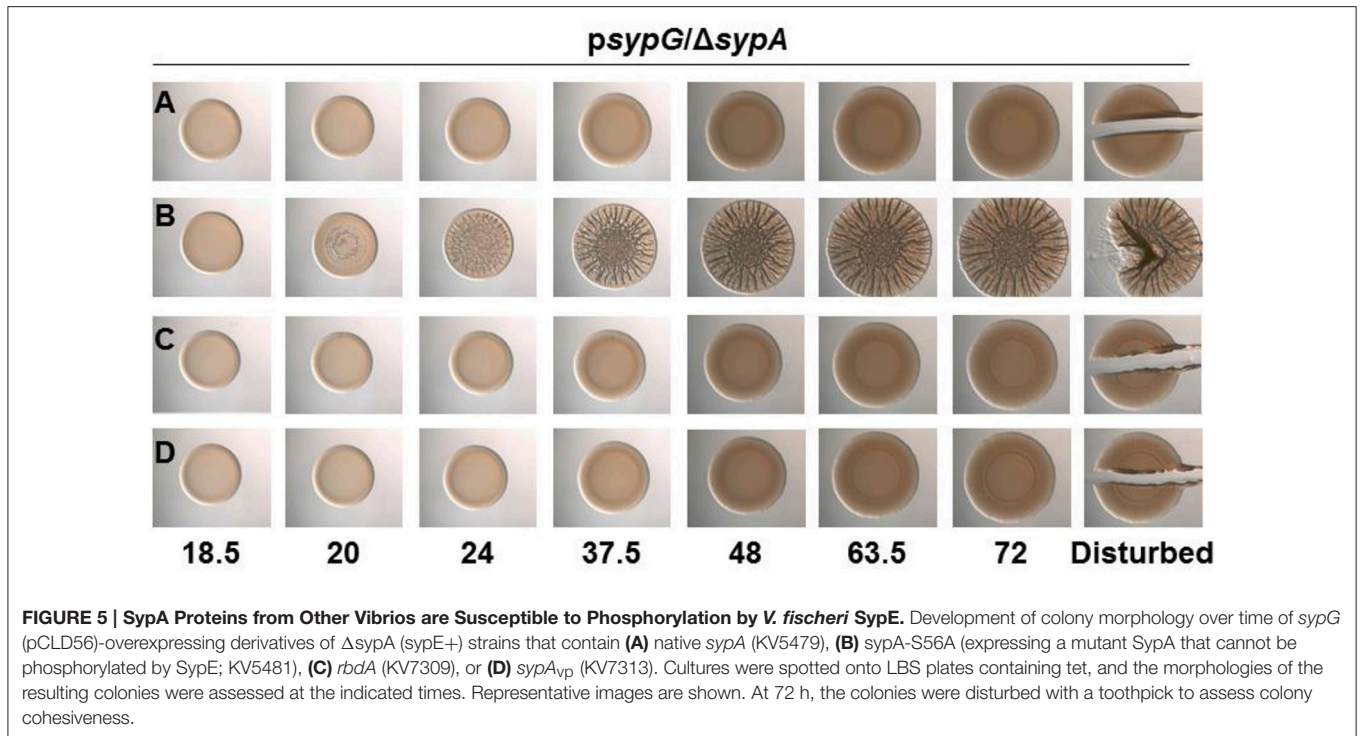 psypG/ΔsypA
A
B
C
D
18.5 20 24 37.5 48 63.5 72 Disturbed
FIGURE 5 | SypA Proteins from Other Vibrios are Susceptible to Phosphorylation by V. fischeri SypE. Development of colony morphology over time of sypG
(pCLD56)-overexpressing derivatives of ΔsypA (sypE+) strains that contain (A) native sypA (KV5479), (B) sypA-S56A (expressing a mutant SypA that cannot be
phosphorylated by SypE; KV5481), (C) rbdA (KV7309), or (D) sypAvp (KV7313). Cultures were spotted onto LBS plates containing tet, and the morphologies of the
resulting colonies were assessed at the indicated times. Representative images are shown. At 72 h, the colonies were disturbed with a toothpick to assess colony
cohesiveness.